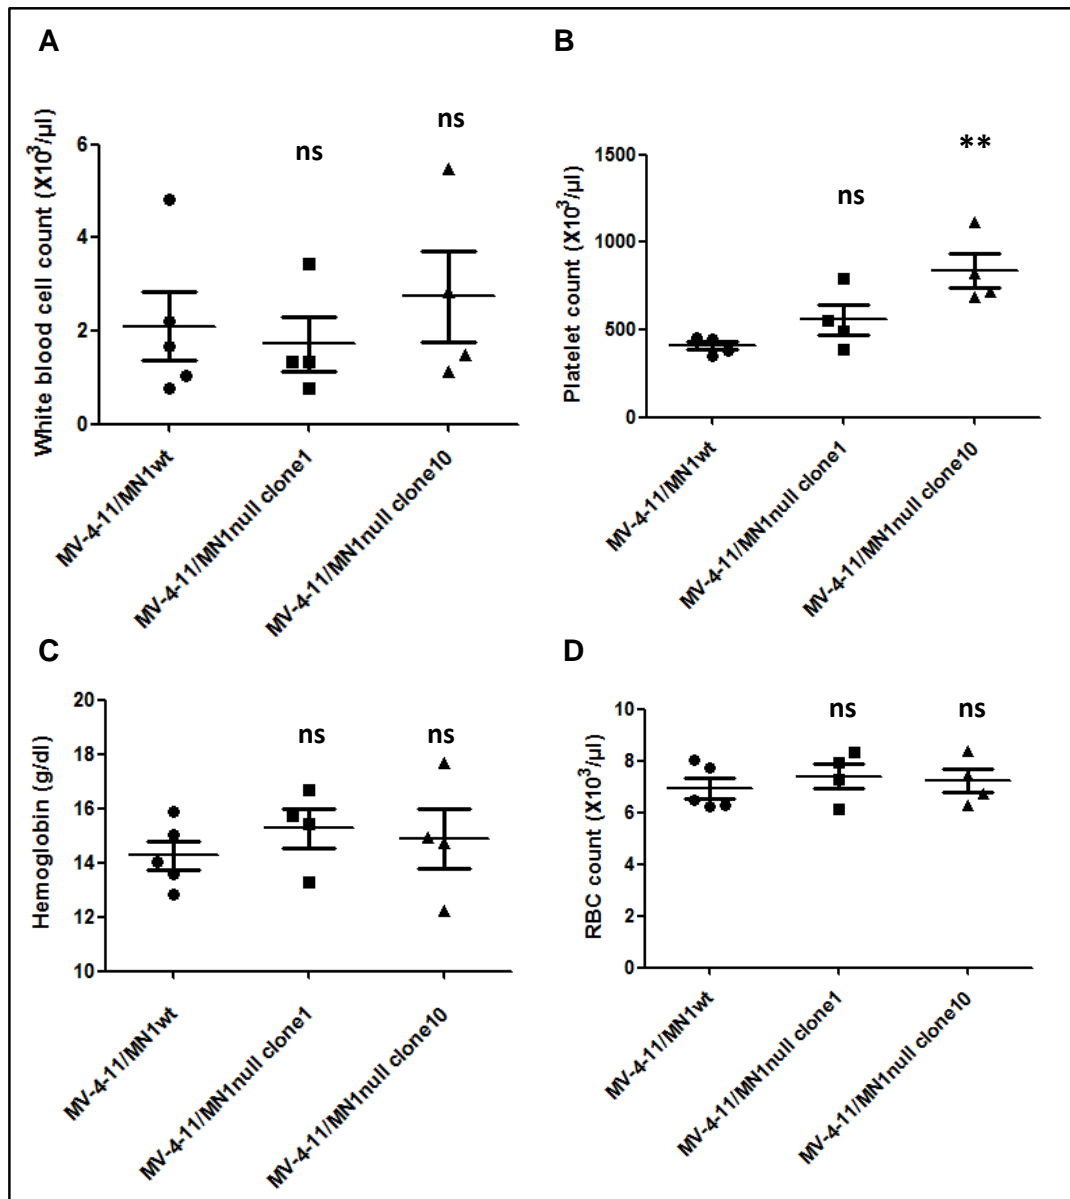 A
White blood cell count (X10³/µl)
6
4
2
0
ns
ns
MV-4-11/MN1wt
MV-4-11/MN1null clone1
MV-4-11/MN1null clone10
B
Platelet count (X10³/µl)
1500
1000
500
0
ns
**
MV-4-11/MN1wt
MV-4-11/MN1null clone1
MV-4-11/MN1null clone10
C
Hemoglobin (g/dl)
20
18
16
14
12
10
ns
ns
MV-4-11/MN1wt
MV-4-11/MN1null clone1
MV-4-11/MN1null clone10
D
RBC count (X10³/µl)
10
8
6
4
2
0
ns
ns
MV-4-11/MN1wt
MV-4-11/MN1null clone1
MV-4-11/MN1null clone10